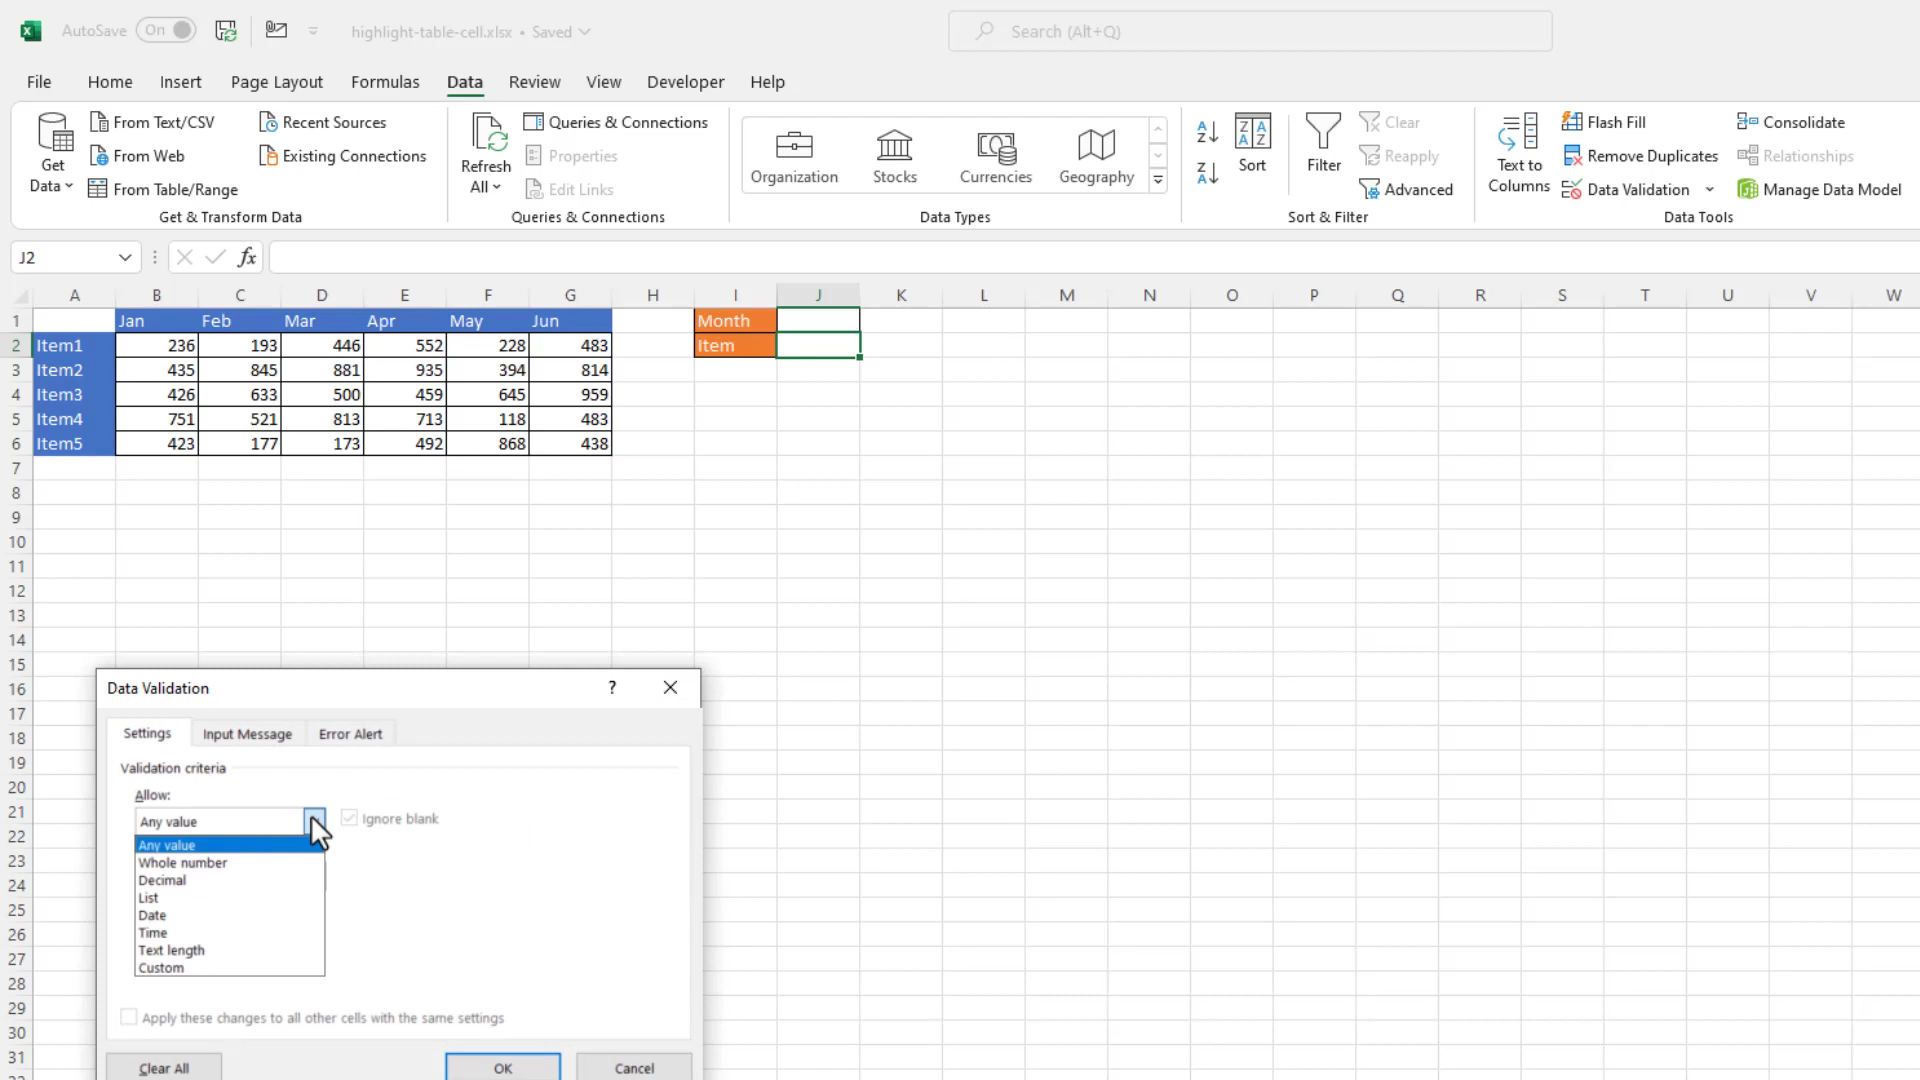 AutoSave On highlight-table-cell.xlsx • Saved Search (Alt+Q)
File Home Insert Page Layout Formulas Data Review View Developer Help
Get Data
From Text/CSV
From Web
From Table/Range
Recent Sources
Existing Connections
Get & Transform Data
Refresh All
Queries & Connections
Properties
Edit Links
Queries & Connections
Organization Stocks Currencies Geography
Data Types
Sort
Filter
Clear
Reapply
Advanced
Sort & Filter
Text to Columns
Flash Fill
Remove Duplicates
Data Validation
Consolidate
Relationships
Manage Data Model
Data Tools
J2 fx
A B C D E F G H I J K L M N O P Q R S T U V W
1 Jan Feb Mar Apr May Jun Month
2 Item1 236 193 446 552 228 483 Item
3 Item2 435 845 881 935 394 814
4 Item3 426 633 500 459 645 959
5 Item4 751 521 813 713 118 483
6 Item5 423 177 173 492 868 438
7
8
9
10
11
12
13
14
15
16
17
18
19
20
21
22
23
24
25
26
27
28
29
30
31
Data Validation ?
Settings Input Message Error Alert
Validation criteria
Allow:
Any value Ignore blank
Any value
Whole number
Decimal
List
Date
Time
Text length
Custom
Apply these changes to all other cells with the same settings
Clear All OK Cancel